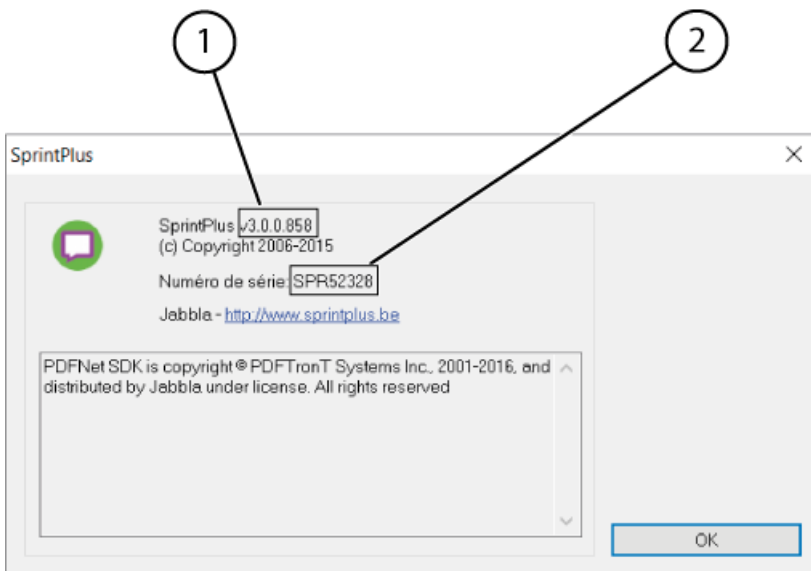 1
2
SprintPlus
SprintPlus v3.0.0.858
(c) Copyright 2006-2015
Numéro de série: SPR52328
Jabbla - http://www.sprintplus.be
PDFNet SDK is copyright © PDFTronT Systems Inc., 2001-2016, and
distributed by Jabbla under license. All rights reserved
OK